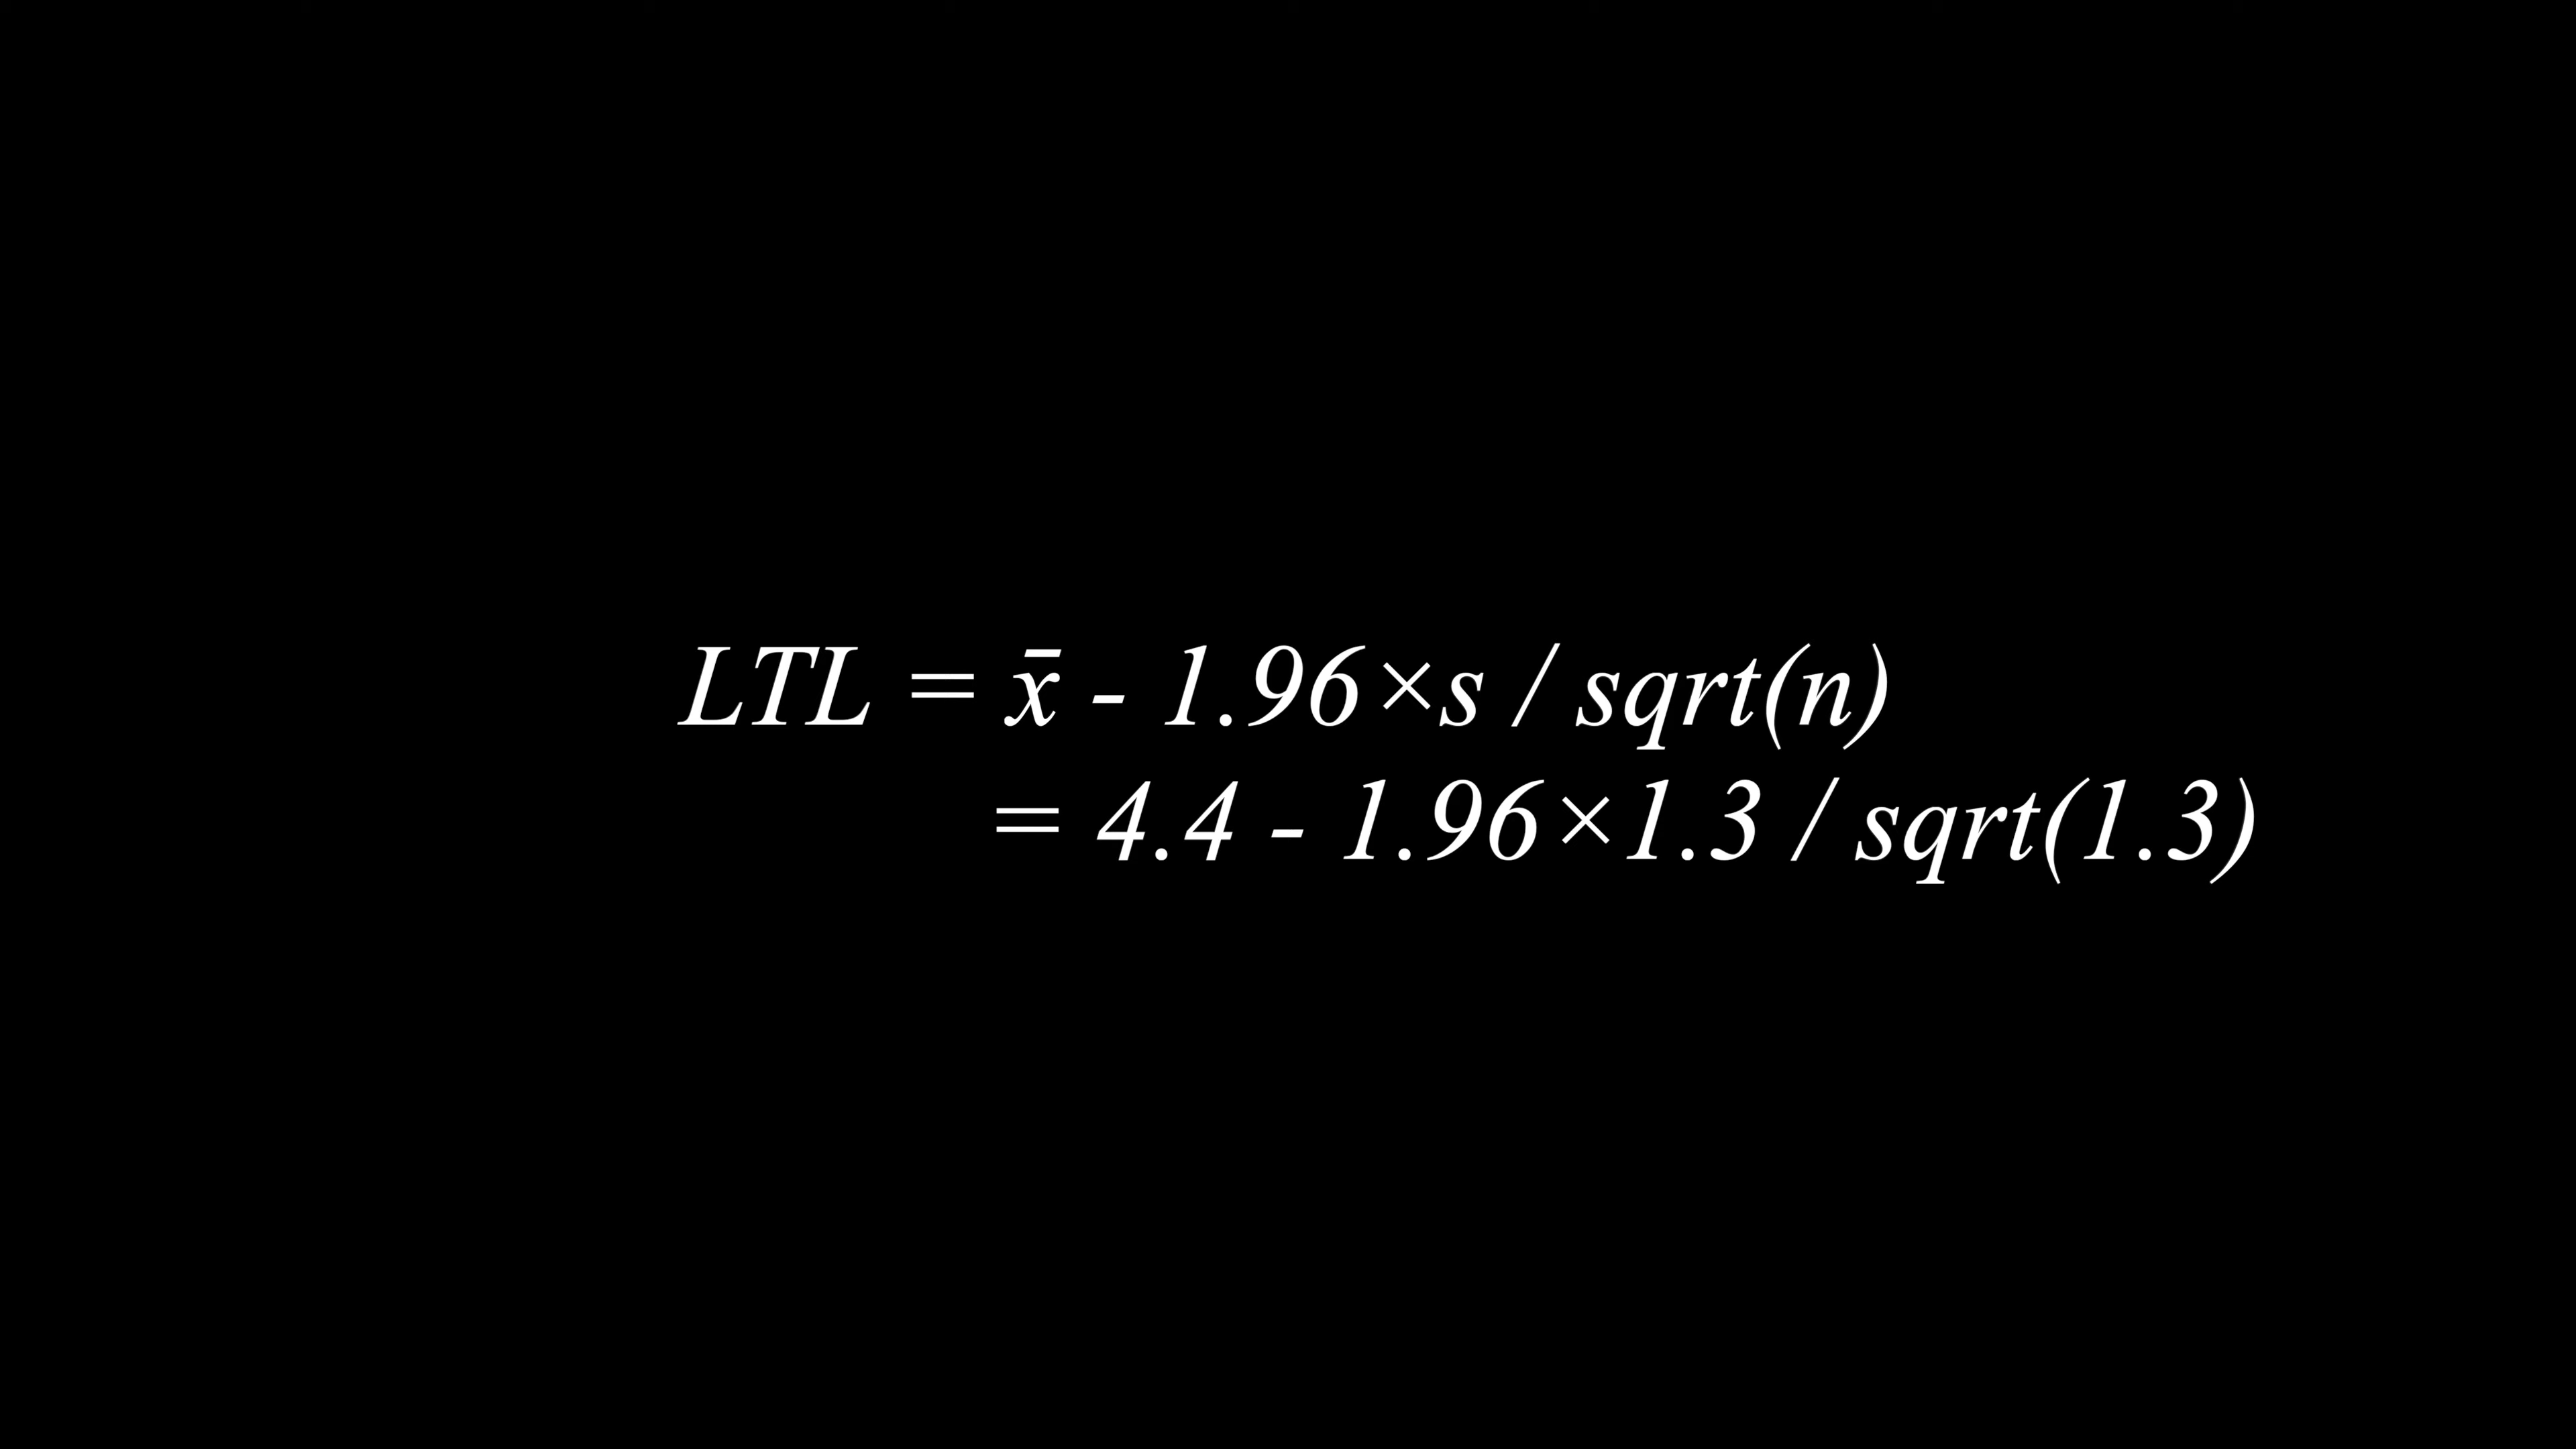 LTL = x̄ - 1.96×s / sqrt(n)
= 4.4 - 1.96×1.3 / sqrt(1.3)